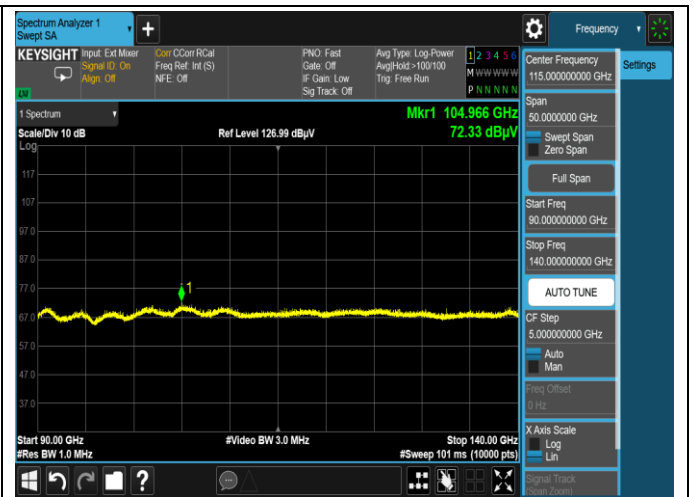 Spectrum Analyzer 1
Swept SA
+
Frequency
KEYSIGHT
Input: Ext Mixer
Signal ID: On
Align: Off
Corr CCorr RCal
Freq Ref: Int (S)
NFE: Off
PNO: Fast
Gate: Off
IF Gain: Low
Sig Track: Off
Avg Type: Log-Power
Avg|Hold:>100/100
Trig: Free Run
1 2 3 4 5 6
M W W W W W
P N N N N N
LXI
1 Spectrum
Scale/Div 10 dB
Ref Level 126.99 dBµV
Mkr1 104.966 GHz
72.33 dBµV
Log
117
107
97.0
87.0
77.0
67.0
57.0
47.0
37.0
1
Start 90.00 GHz
#Res BW 1.0 MHz
#Video BW 3.0 MHz
Stop 140.00 GHz
#Sweep 101 ms (10000 pts)
Center Frequency
115.000000000 GHz
Settings
Span
50.0000000 GHz
Swept Span
Zero Span
Full Span
Start Freq
90.000000000 GHz
Stop Freq
140.000000000 GHz
AUTO TUNE
CF Step
5.000000000 GHz
Auto
Man
Freq Offset
0 Hz
X Axis Scale
Log
Lin
Signal Track
(Span Zoom)
?